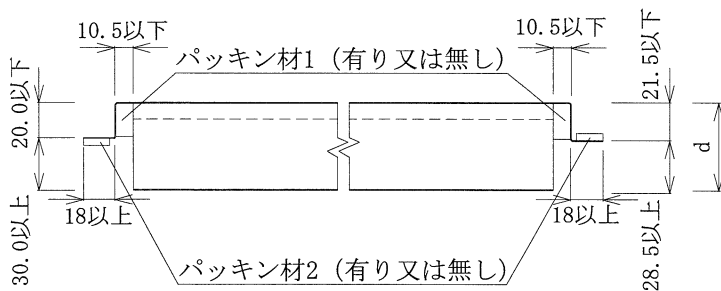 10.5以下
10.5以下
パッキン材1 (有り又は無し)
20.0以下
21.5以下
d
30.0以上
18以上
18以上
28.5以上
パッキン材2 (有り又は無し)